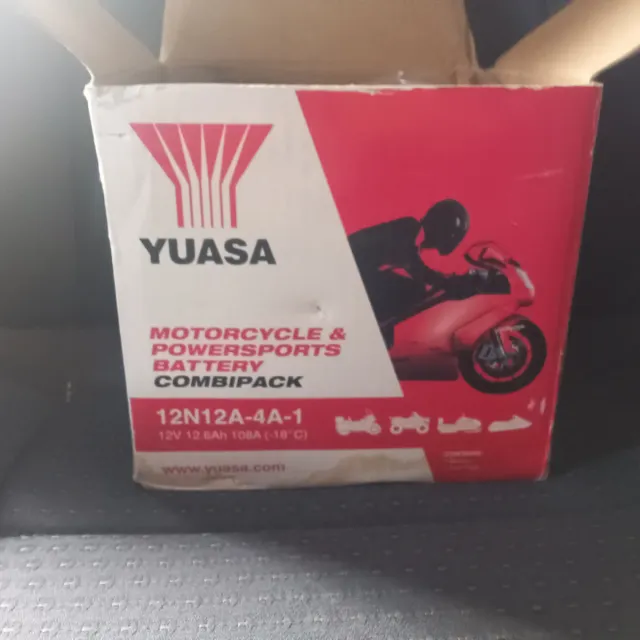 YUASA
MOTORCYCLE &
POWERSPORTS
BATTERY
COMBIPACK
12N12A-4A-1
12V 12.6Ah 108A (-18°C)
www.yuasa.com